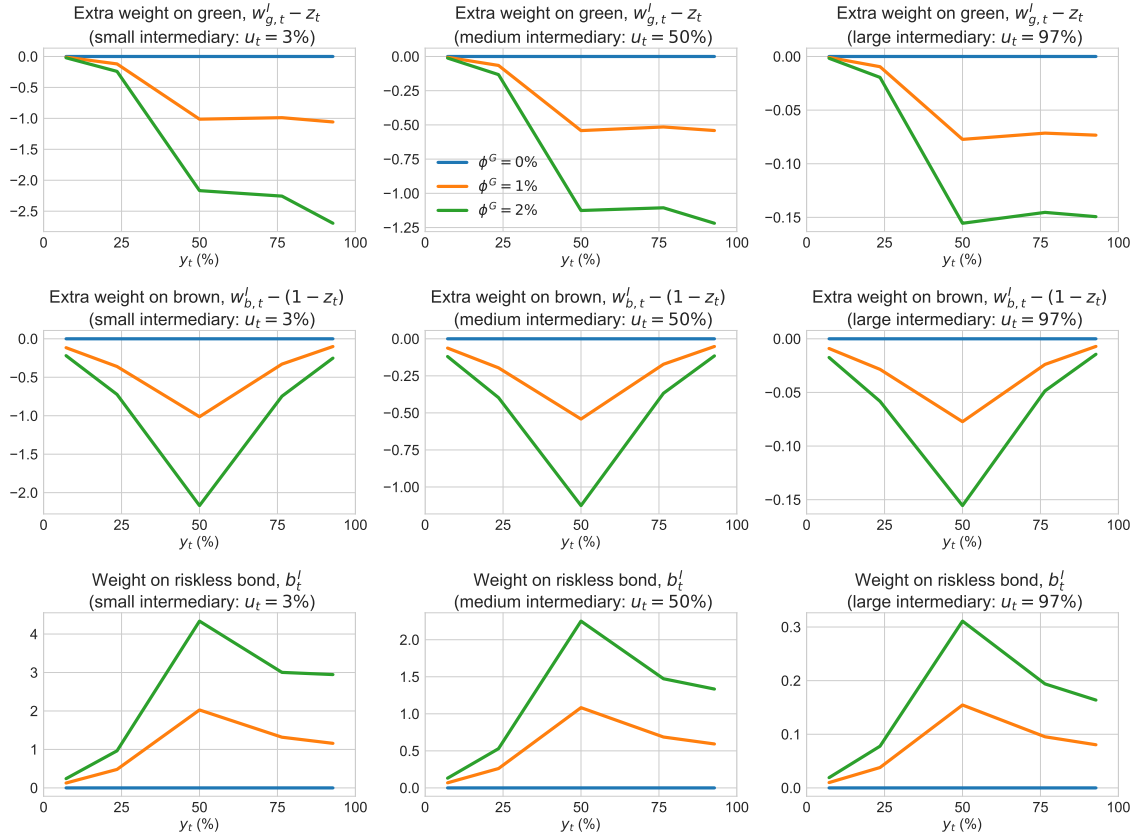 Extra weight on green, $w^I_{g,t} - z_t$
(small intermediary: $u_t = 3\%$)
0.0
−0.5
−1.0
−1.5
−2.0
−2.5
0 25 50 75 100
$y_t$ (%)
Extra weight on green, $w^I_{g,t} - z_t$
(medium intermediary: $u_t = 50\%$)
0.00
−0.25
−0.50
−0.75
−1.00
−1.25
$\phi^G = 0\%$
$\phi^G = 1\%$
$\phi^G = 2\%$
0 25 50 75 100
$y_t$ (%)
Extra weight on green, $w^I_{g,t} - z_t$
(large intermediary: $u_t = 97\%$)
0.00
−0.05
−0.10
−0.15
0 25 50 75 100
$y_t$ (%)
Extra weight on brown, $w^I_{b,t} - (1 - z_t)$
(small intermediary: $u_t = 3\%$)
0.0
−0.5
−1.0
−1.5
−2.0
0 25 50 75 100
$y_t$ (%)
Extra weight on brown, $w^I_{b,t} - (1 - z_t)$
(medium intermediary: $u_t = 50\%$)
0.00
−0.25
−0.50
−0.75
−1.00
0 25 50 75 100
$y_t$ (%)
Extra weight on brown, $w^I_{b,t} - (1 - z_t)$
(large intermediary: $u_t = 97\%$)
0.00
−0.05
−0.10
−0.15
0 25 50 75 100
$y_t$ (%)
Weight on riskless bond, $b^I_t$
(small intermediary: $u_t = 3\%$)
4
3
2
1
0
0 25 50 75 100
$y_t$ (%)
Weight on riskless bond, $b^I_t$
(medium intermediary: $u_t = 50\%$)
2.0
1.5
1.0
0.5
0.0
0 25 50 75 100
$y_t$ (%)
Weight on riskless bond, $b^I_t$
(large intermediary: $u_t = 97\%$)
0.3
0.2
0.1
0.0
0 25 50 75 100
$y_t$ (%)